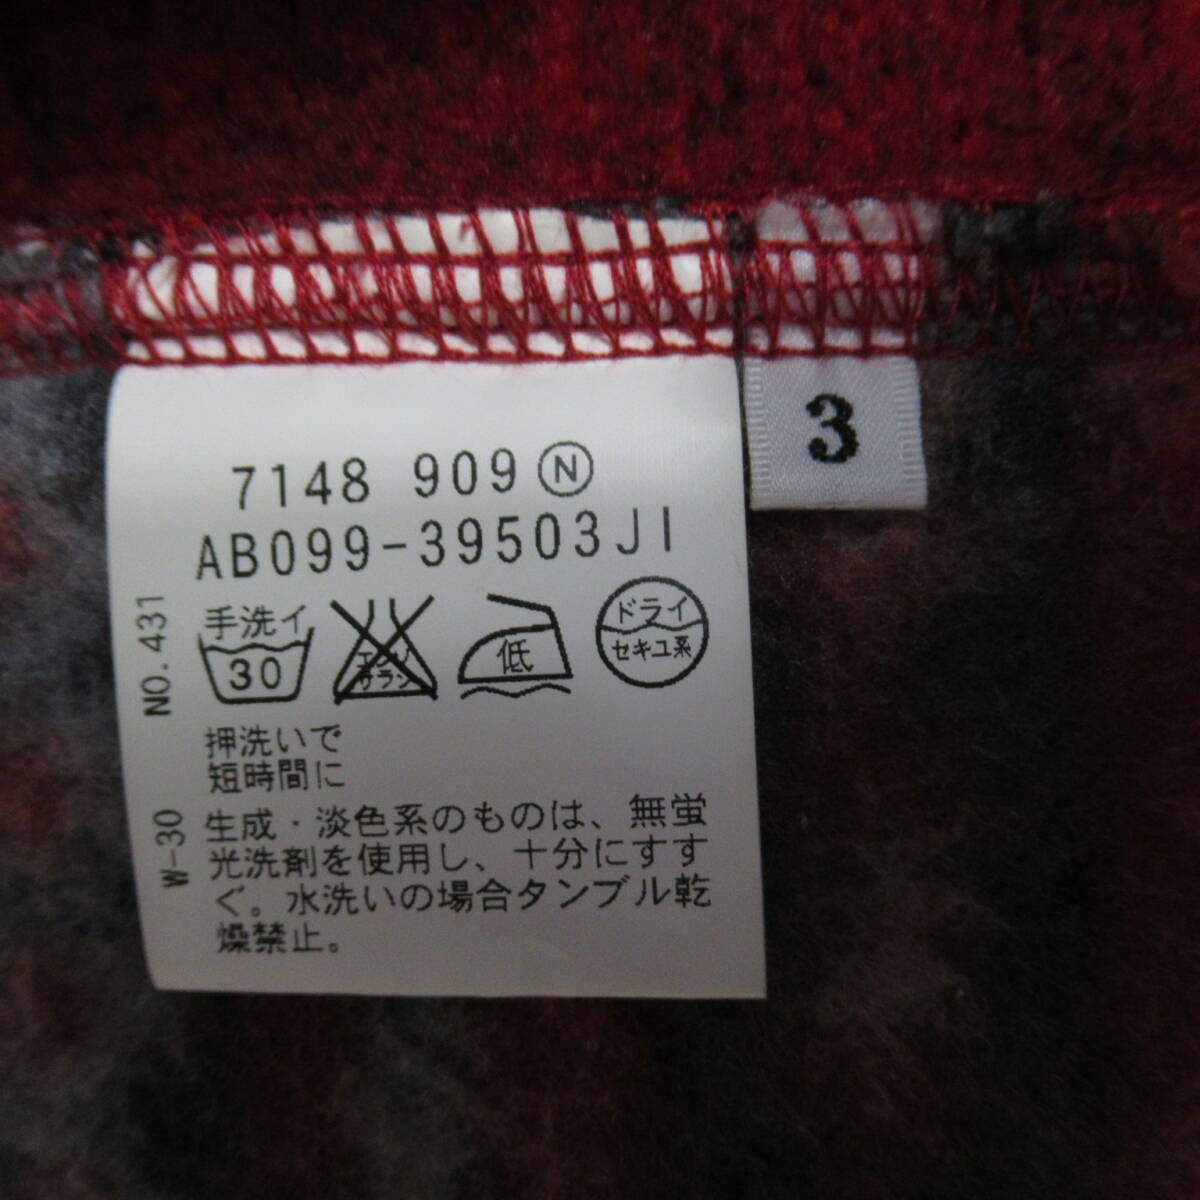 3
7148 909 Ⓝ
AB099-39503JI
NO.431
手洗イ
30
エンソ
サラシ
低
ドライ
セキユ系
押洗いで
短時間に
W-30
生成・淡色系のものは、無蛍
光洗剤を使用し、十分にすす
ぐ。水洗いの場合タンブル乾
燥禁止。